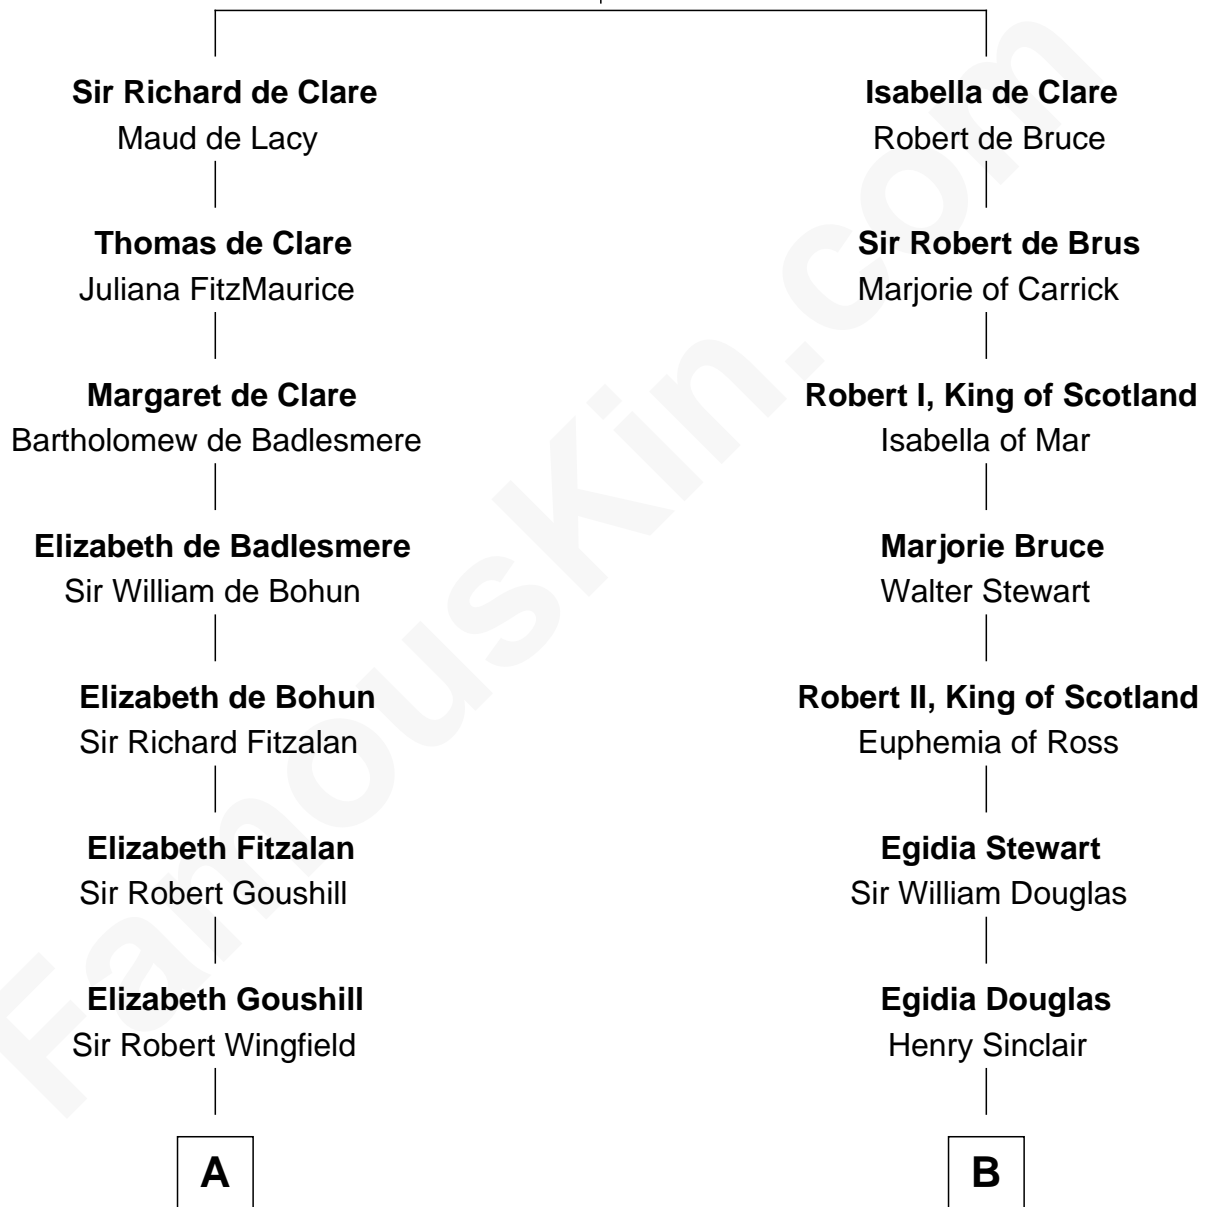 Sir Richard de Clare
Maud de Lacy
Thomas de Clare
Juliana FitzMaurice
Margaret de Clare
Bartholomew de Badlesmere
Elizabeth de Badlesmere
Sir William de Bohun
Elizabeth de Bohun
Sir Richard Fitzalan
Elizabeth Fitzalan
Sir Robert Goushill
Elizabeth Goushill
Sir Robert Wingfield
A
Isabella de Clare
Robert de Bruce
Sir Robert de Brus
Marjorie of Carrick
Robert I, King of Scotland
Isabella of Mar
Marjorie Bruce
Walter Stewart
Robert II, King of Scotland
Euphemia of Ross
Egidia Stewart
Sir William Douglas
Egidia Douglas
Henry Sinclair
B
FamousKin.com